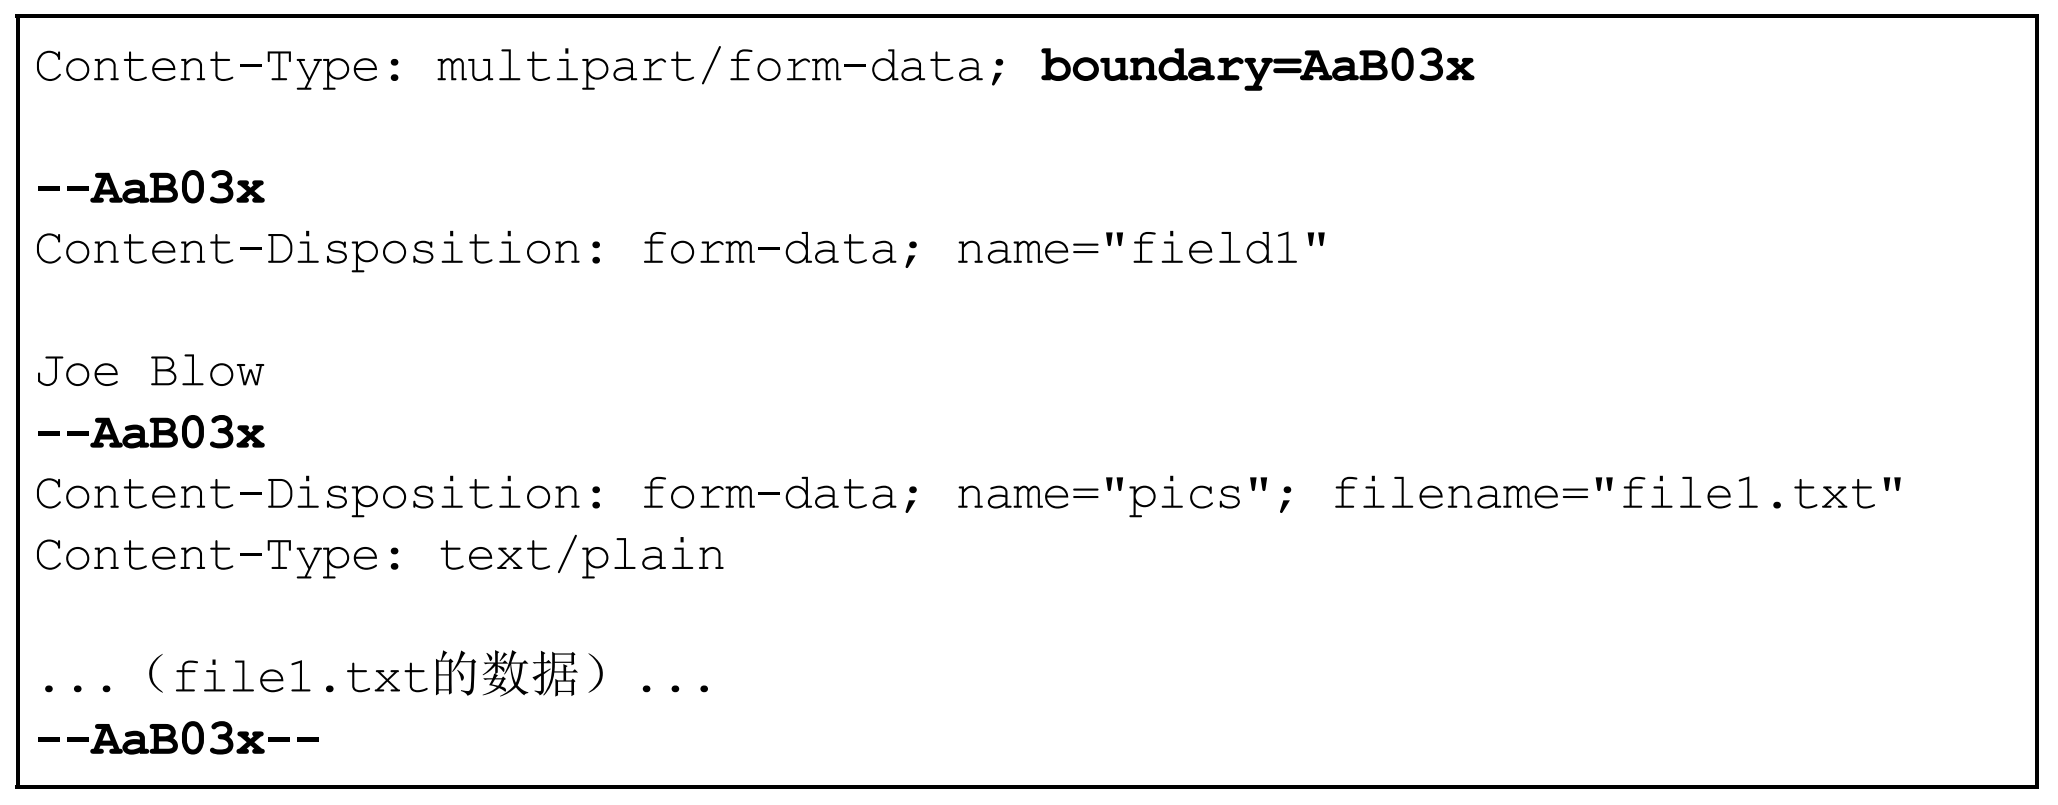 Content-Type: multipart/form-data; boundary=AaB03x
--AaB03x
Content-Disposition: form-data; name="field1"
Joe Blow
--AaB03x
Content-Disposition: form-data; name="pics"; filename="file1.txt"
Content-Type: text/plain
...（file1.txt的数据）...
--AaB03x--